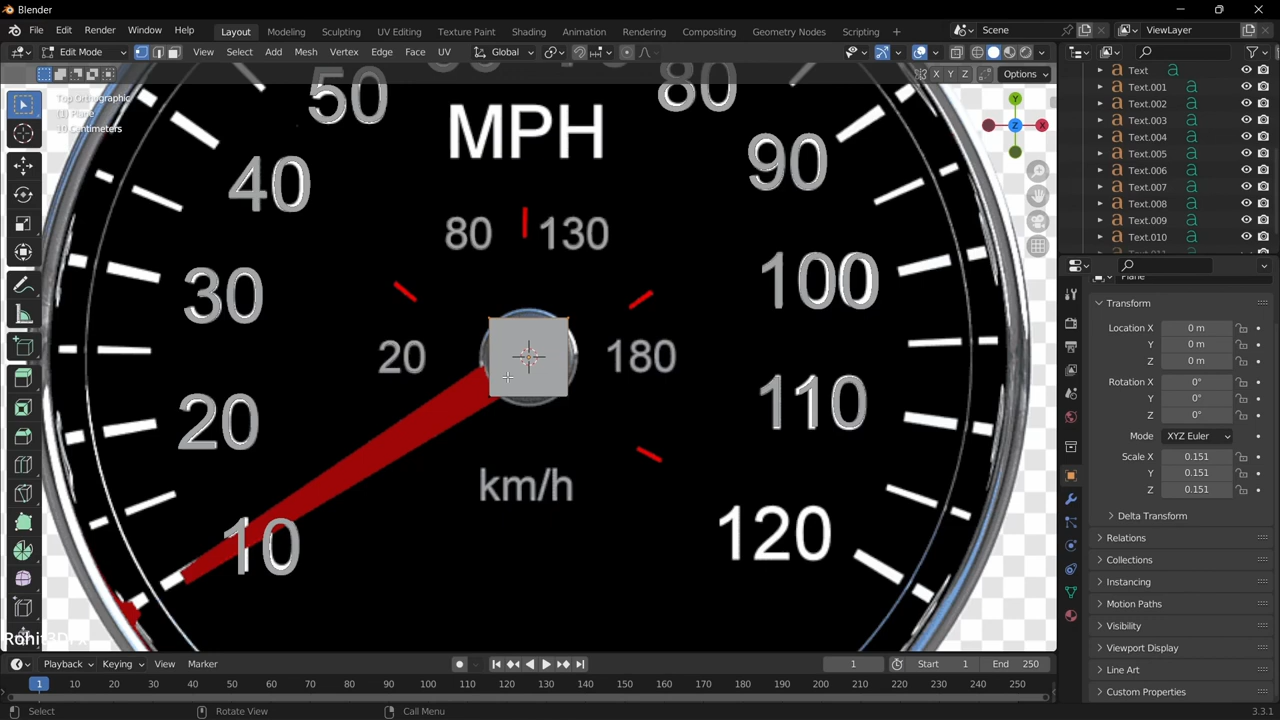 Blender
File Edit Render Window Help Layout Modeling Sculpting UV Editing Texture Paint Shading Animation Rendering Compositing Geometry Nodes Scripting + Scene ViewLayer
Edit Mode View Select Add Mesh Vertex Edge Face UV Global
X Y Z Options
Top Orthographic
(1) Plane
10 Centimeters
Y
Z X
50 80
MPH
40 90
80 130
30 100
20 180
20 110
km/h
10 120
Text
Text.001
Text.002
Text.003
Text.004
Text.005
Text.006
Text.007
Text.008
Text.009
Text.010
Plane
Transform
Location X 0 m
Y 0 m
Z 0 m
Rotation X 0°
Y 0°
Z 0°
Mode XYZ Euler
Scale X 0.151
Y 0.151
Z 0.151
Delta Transform
Relations
Collections
Instancing
Motion Paths
Visibility
Viewport Display
Line Art
Custom Properties
Playback Keying View Marker 1 Start 1 End 250
1 10 20 30 40 50 60 70 80 90 100 110 120 130 140 150 160 170 180 190 200 210 220 230 240 250
Select Rotate View Call Menu 3.3.1